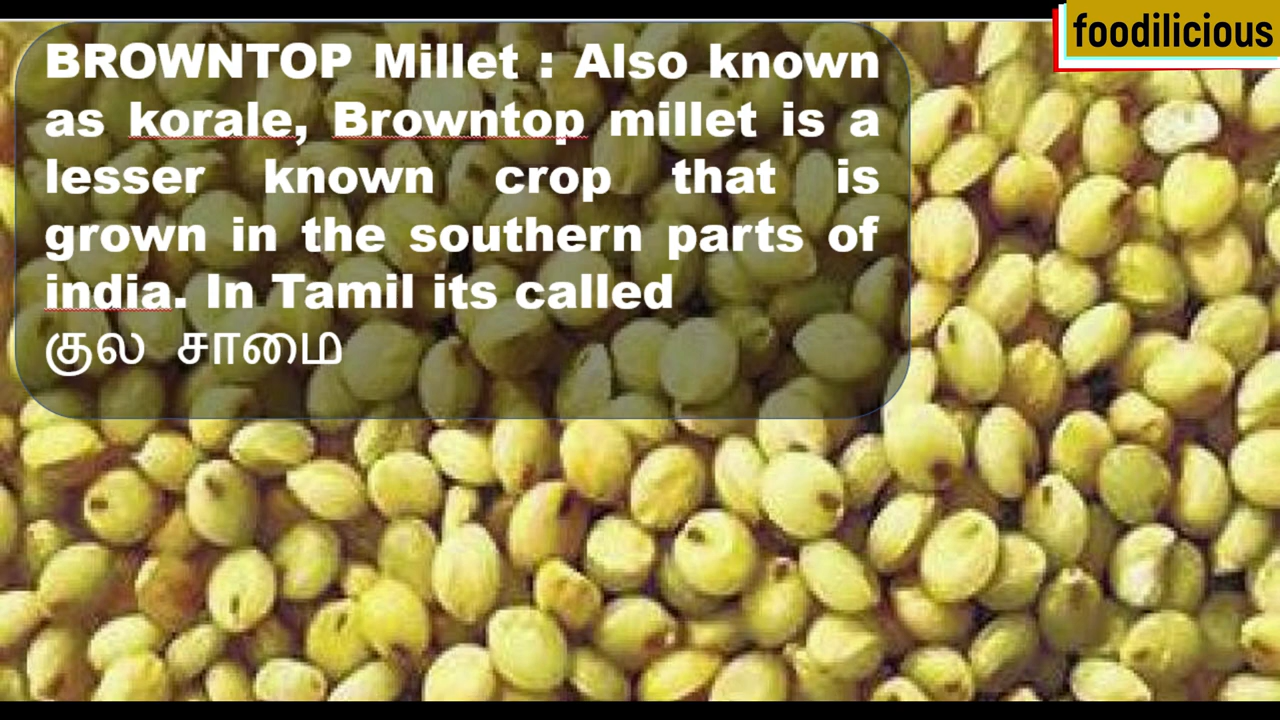 foodilicious
BROWNTOP Millet : Also known
as korale, Browntop millet is a
lesser known crop that is
grown in the southern parts of
india. In Tamil its called
குல சாமை